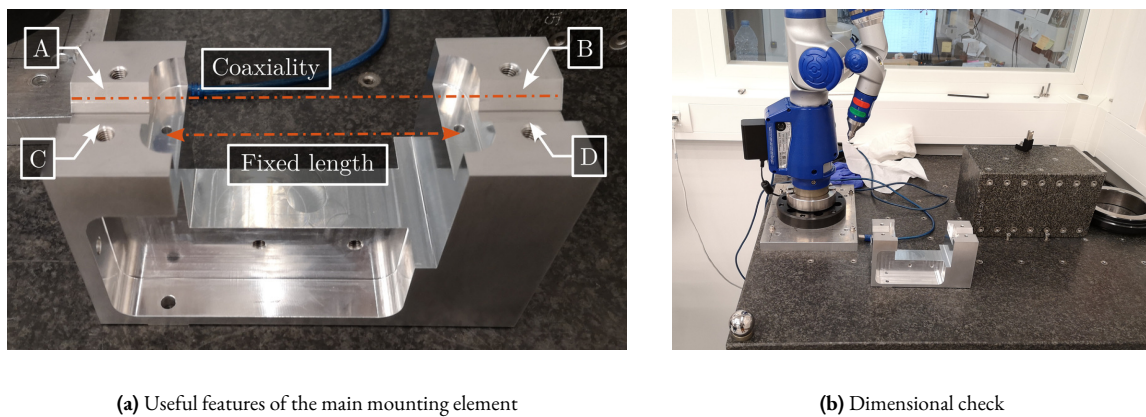 A
B
Coaxiality
C
D
Fixed length
(a) Useful features of the main mounting element
(b) Dimensional check